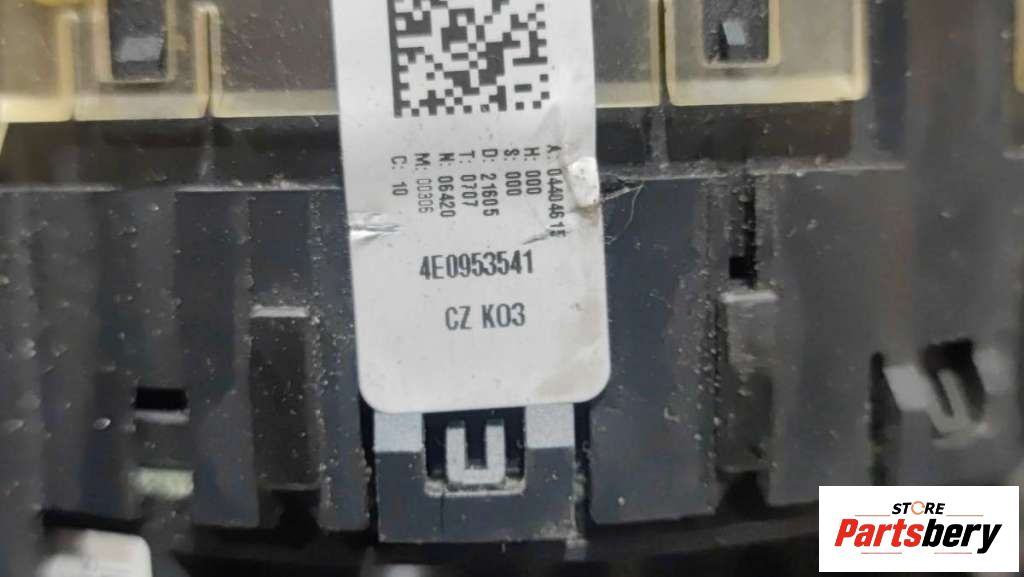 A: 04404615
H: 000
S: 000
D: 21605
T: 0707
N: 06420
M: 00306
C: 10
4E0953541
CZ K03
STORE
Partsbery